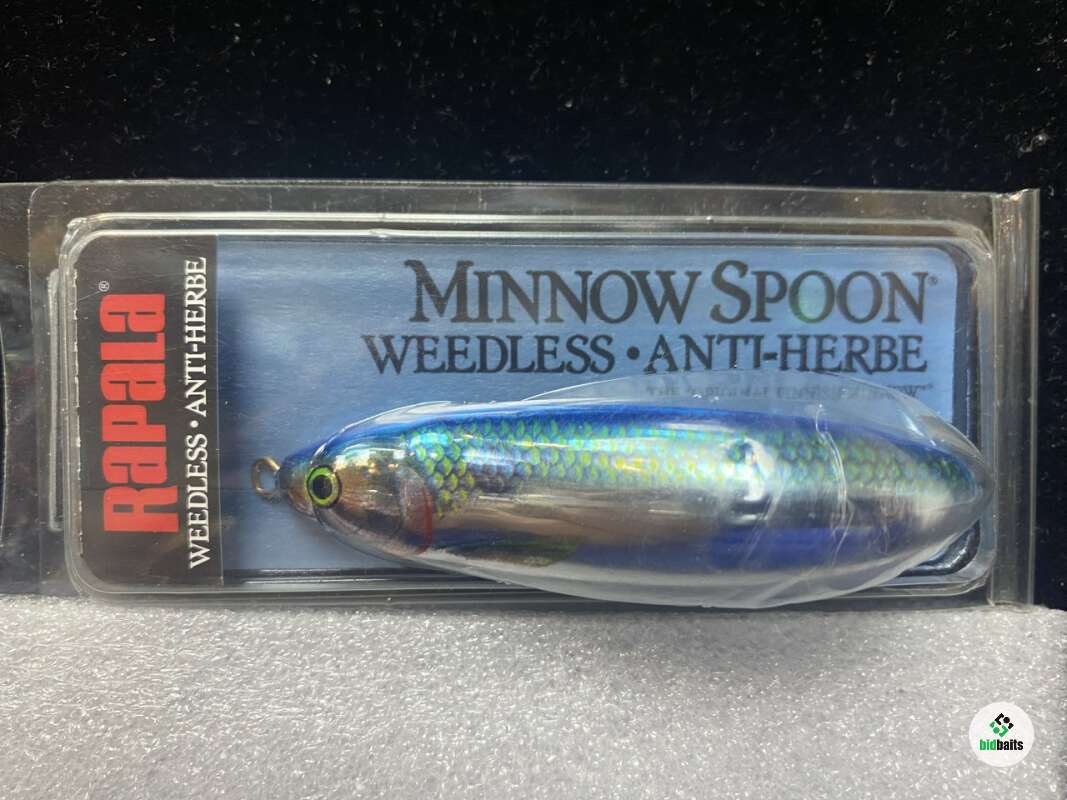 RAPALA®
WEEDLESS • ANTI-HERBE
MINNOW SPOON®
WEEDLESS • ANTI-HERBE
bidbaits